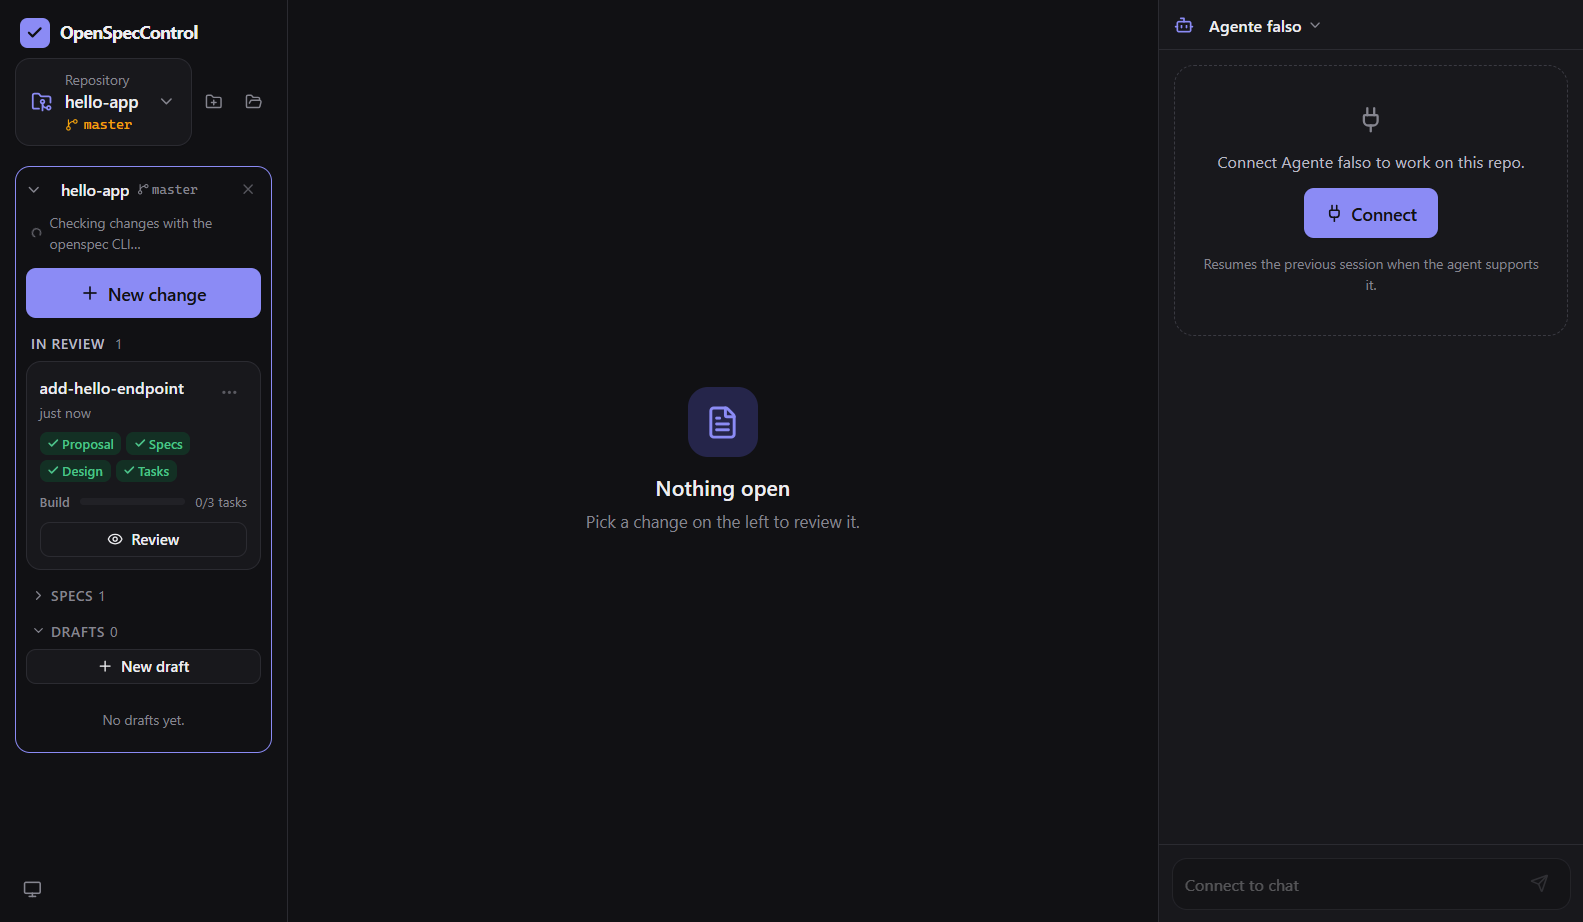 OpenSpecControl
Repository
hello-app
master
hello-app master
Checking changes with the
openspec CLI...
New change
IN REVIEW 1
add-hello-endpoint
just now
Proposal
Specs
Design
Tasks
Build 0/3 tasks
Review
SPECS 1
DRAFTS 0
New draft
No drafts yet.
Nothing open
Pick a change on the left to review it.
Agente falso
Connect Agente falso to work on this repo.
Connect
Resumes the previous session when the agent supports
it.
Connect to chat